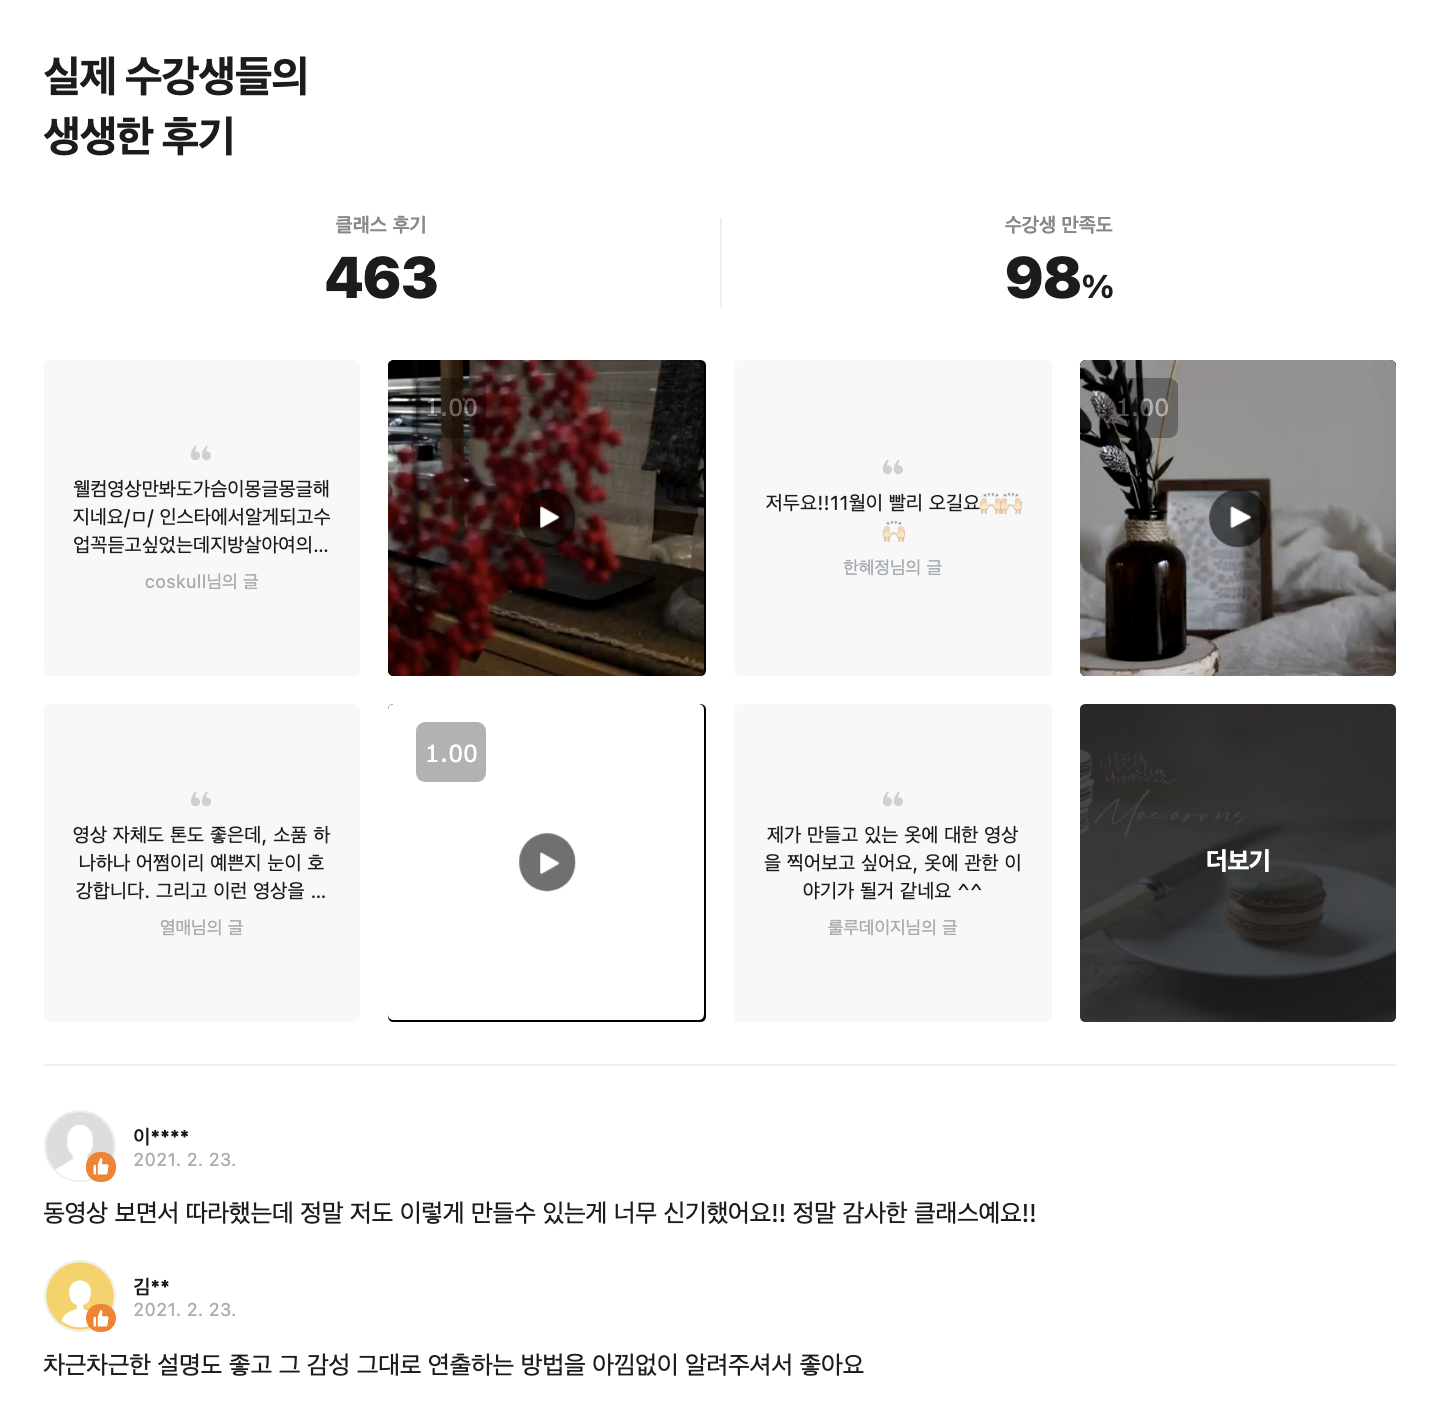 실제 수강생들의
생생한 후기
클래스 후기
463
수강생 만족도
98%
웰컴영상만봐도가슴이몽글몽글해
지네요/ㅁ/ 인스타에서알게되고수
업꼭듣고싶었는데지방살아여의...
coskull님의 글
1.00
저두요!!11월이 빨리 오길요🙌🏻🙌🏻
🙌🏻
한혜정님의 글
1.00
영상 자체도 톤도 좋은데, 소품 하
나하나 어쩜이리 예쁜지 눈이 호
강합니다. 그리고 이런 영상을 ...
열매님의 글
1.00
제가 만들고 있는 옷에 대한 영상
을 찍어보고 싶어요, 옷에 관한 이
야기가 될거 같네요 ^^
룰루데이지님의 글
Macarons
더보기
이****
2021. 2. 23.
동영상 보면서 따라했는데 정말 저도 이렇게 만들수 있는게 너무 신기했어요!! 정말 감사한 클래스예요!!
김**
2021. 2. 23.
차근차근한 설명도 좋고 그 감성 그대로 연출하는 방법을 아낌없이 알려주셔서 좋아요